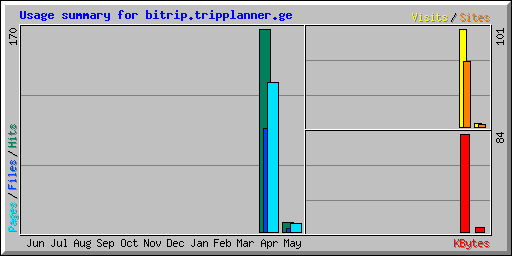 Usage summary for bitrip.tripplanner.ge
Visits / Sites
170
101
84
Pages / Files / Hits
Jun Jul Aug Sep Oct Nov Dec Jan Feb Mar Apr May
KBytes